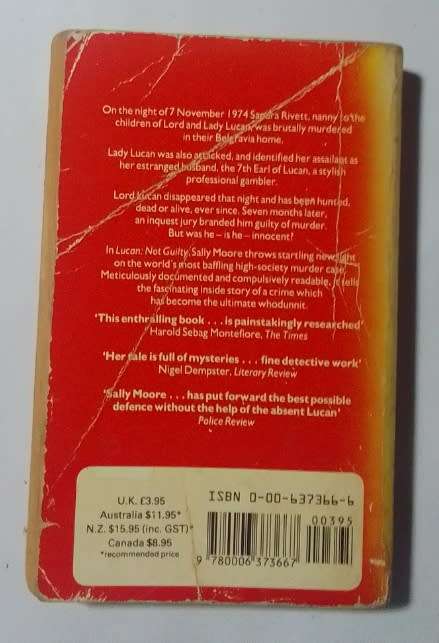 On the night of 7 November 1974 Sandra Rivett, nanny to the
children of Lord and Lady Lucan, was brutally murdered
in their Belgravia home.
Lady Lucan was also attacked, and identified her assailant as
her estranged husband, the 7th Earl of Lucan, a stylish
professional gambler.
Lord Lucan disappeared that night and has been hunted,
dead or alive, ever since. Seven months later,
an inquest jury branded him guilty of murder.
But was he – is he – innocent?
In Lucan: Not Guilty Sally Moore throws startling new light
on the world's most baffling high-society murder case.
Meticulously documented and compulsively readable, it tells
the fascinating inside story of a crime which
has become the ultimate whodunnit.
'This enthralling book . . . is painstakingly researched'
Harold Sebag Montefiore, The Times
'Her tale is full of mysteries . . . fine detective work'
Nigel Dempster, Literary Review
'Sally Moore . . . has put forward the best possible
defence without the help of the absent Lucan'
Police Review
U.K. £3.95
Australia $11.95*
N.Z. $15.95 (inc. GST)*
Canada $8.95
*recommended price
ISBN 0-00-637366-6
00395
9 780006 373667